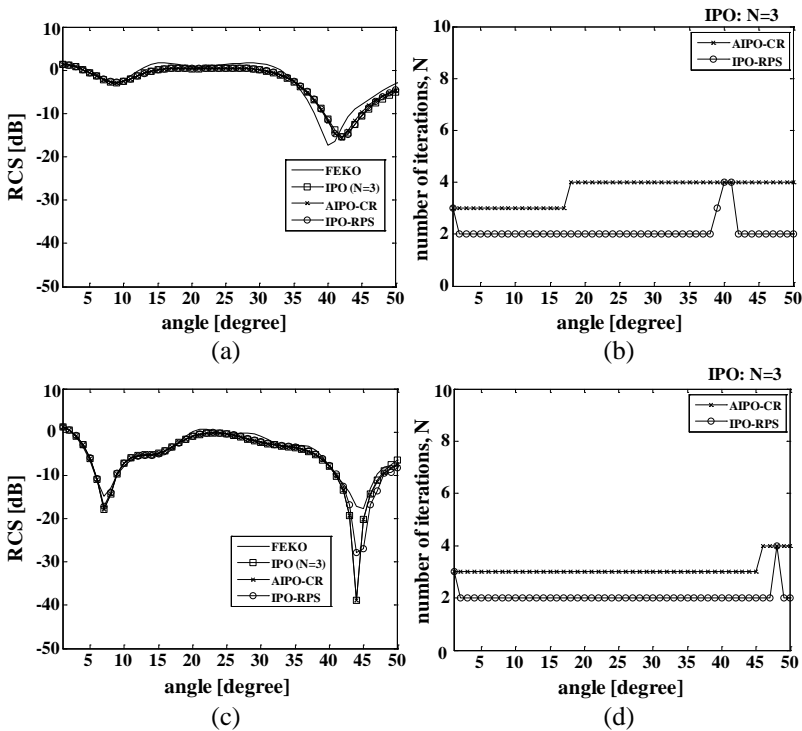 IPO: N=3
10
0
-10
-20
-30
-40
-50
RCS [dB]
FEKO
IPO (N=3)
AIPO-CR
IPO-RPS
5 10 15 20 25 30 35 40 45 50
angle [degree]
(a)
10
8
6
4
2
0
number of iterations, N
AIPO-CR
IPO-RPS
5 10 15 20 25 30 35 40 45 50
angle [degree]
(b)
IPO: N=3
10
0
-10
-20
-30
-40
-50
RCS [dB]
FEKO
IPO (N=3)
AIPO-CR
IPO-RPS
5 10 15 20 25 30 35 40 45 50
angle [degree]
(c)
10
8
6
4
2
0
number of iterations, N
AIPO-CR
IPO-RPS
5 10 15 20 25 30 35 40 45 50
angle [degree]
(d)